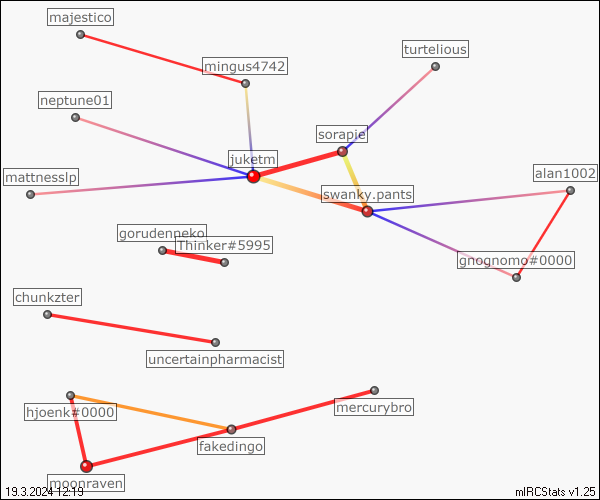 majestico
turtelious
mingus4742
neptune01
sorapie
juketm
alan1002
mattnesslp
swanky.pants
gorudenneko
Thinker#5995
gnognomo#0000
chunkzter
uncertainpharmacist
mercurybro
hjoenk#0000
fakedingo
moonraven
19.3.2024 12:19
mIRCStats v1.25